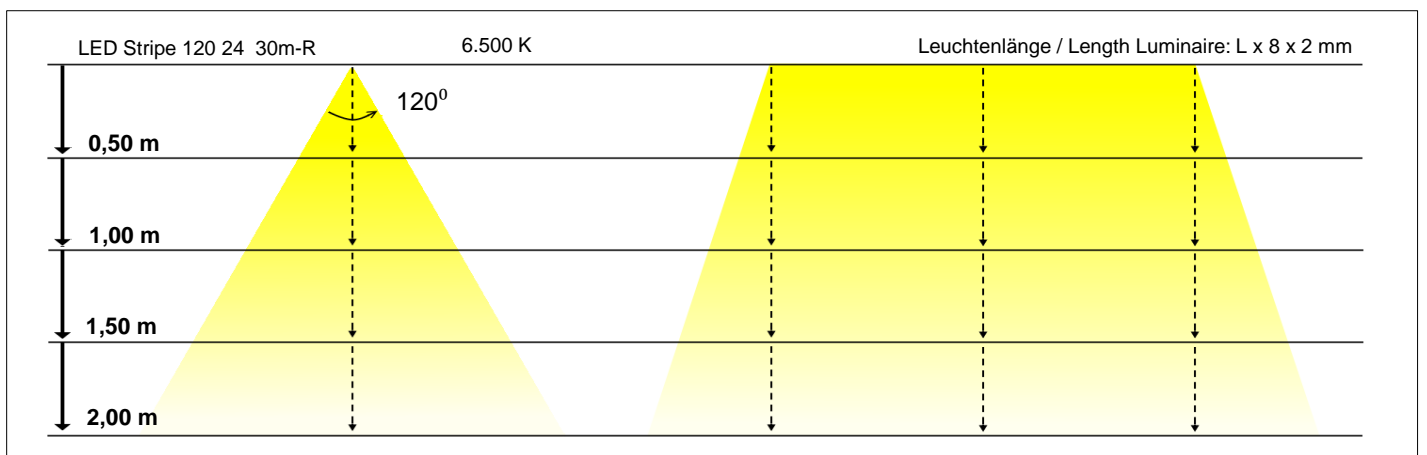 LED Stripe 120 24 30m-R 6.500 K Leuchtenlänge / Length Luminaire: L x 8 x 2 mm
120⁰
0,50 m
1,00 m
1,50 m
2,00 m